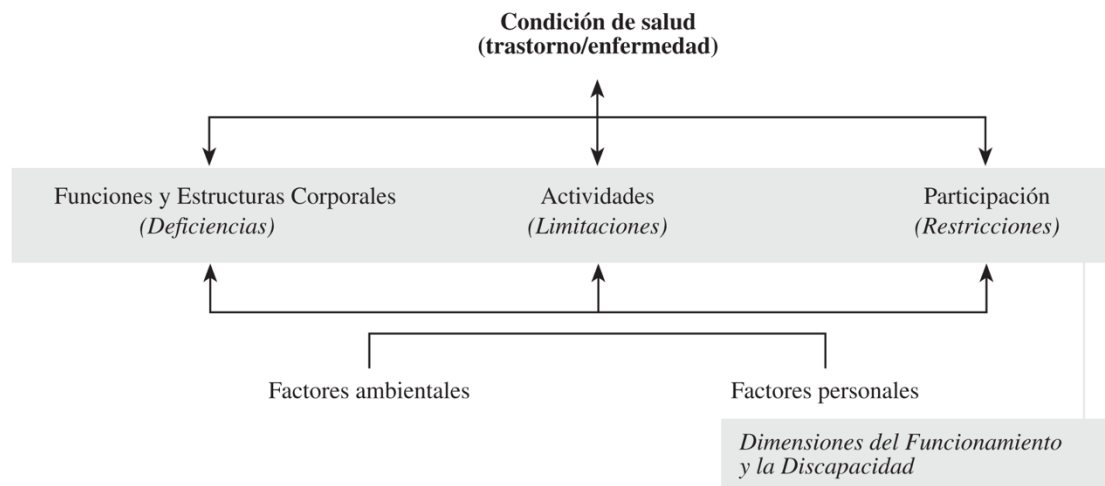 Condición de salud
(trastorno/enfermedad)
Funciones y Estructuras Corporales
(Deficiencias)
Actividades
(Limitaciones)
Participación
(Restricciones)
Factores ambientales
Factores personales
Dimensiones del Funcionamiento
y la Discapacidad